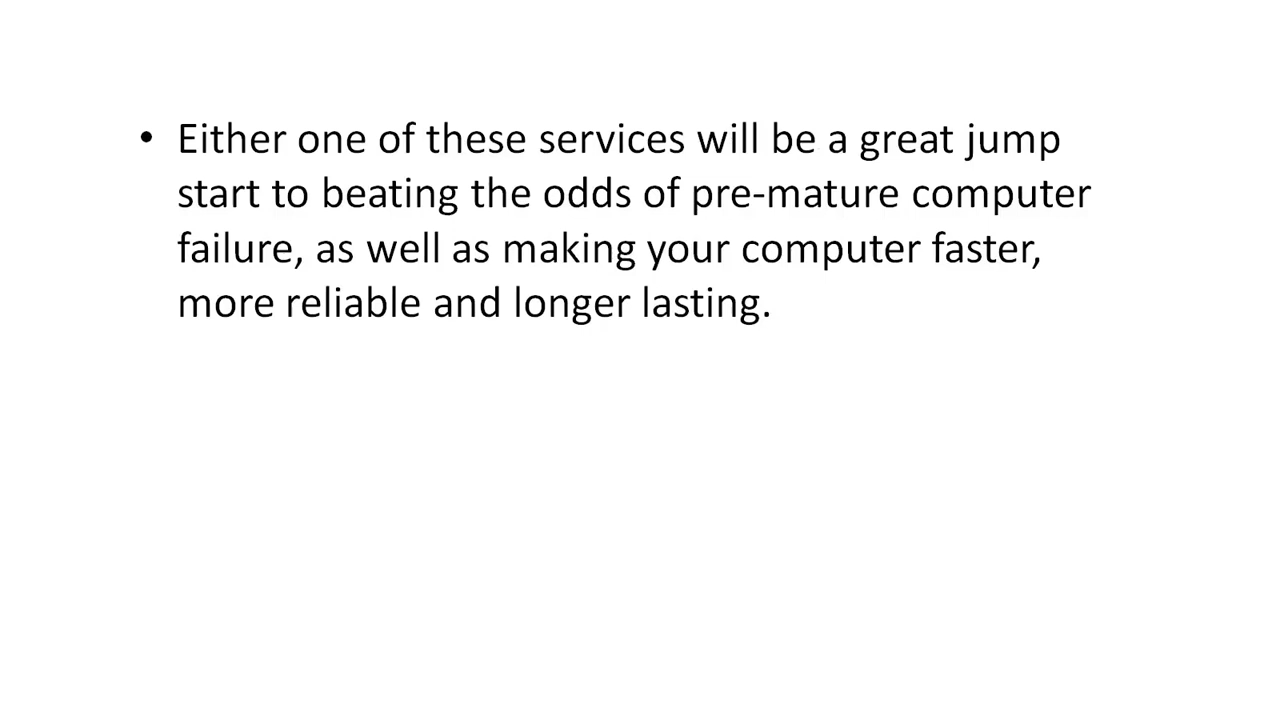 • Either one of these services will be a great jump
start to beating the odds of pre-mature computer
failure, as well as making your computer faster,
more reliable and longer lasting.